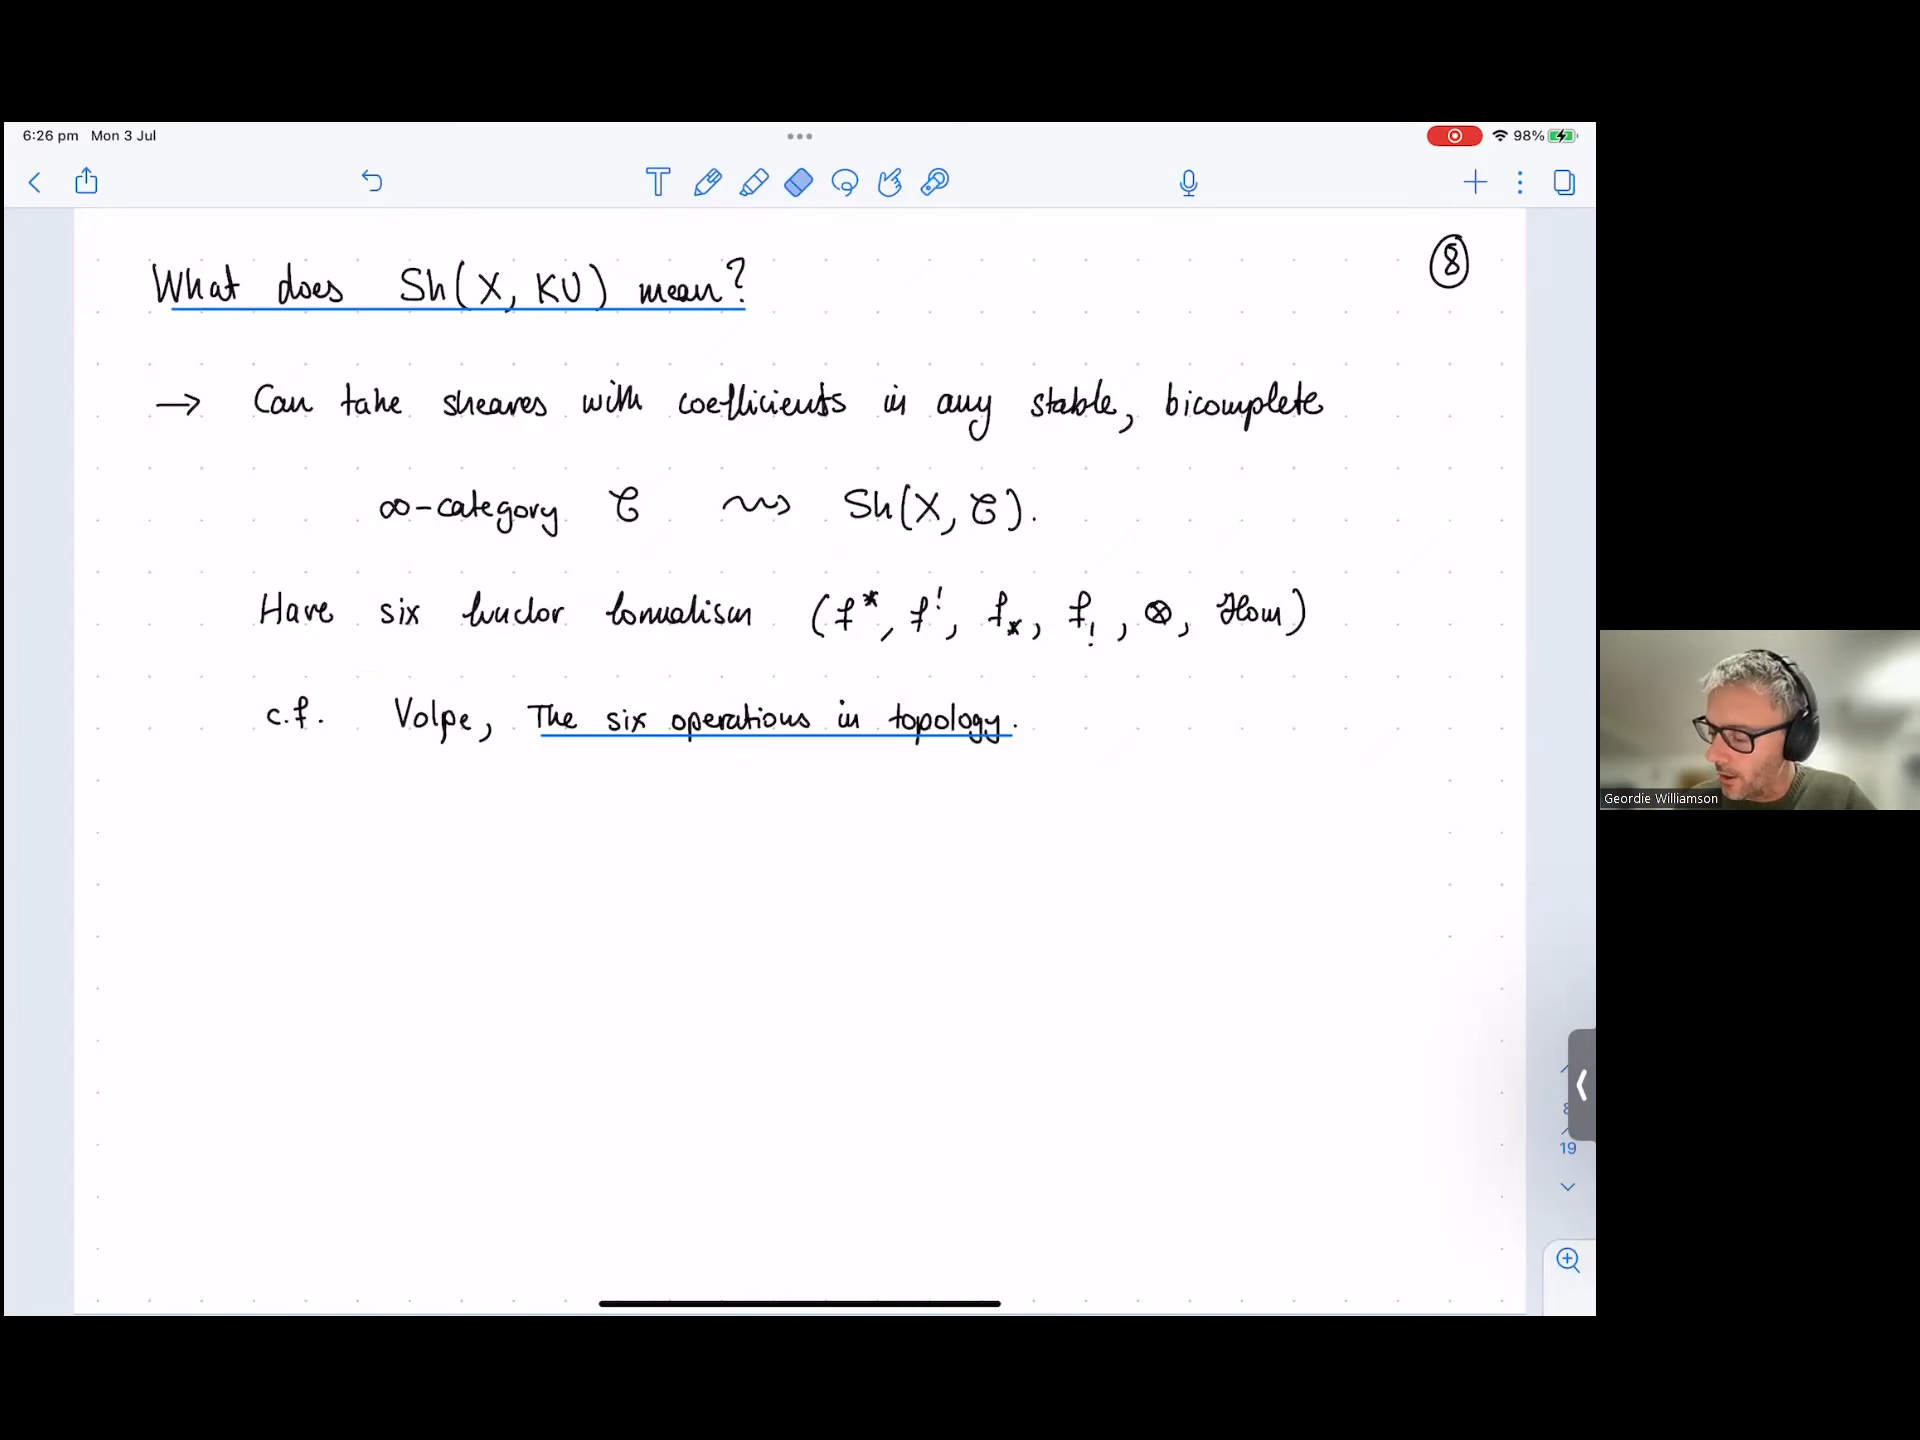 6:26 pm Mon 3 Jul
98%
T
8
What does Sh(X, KU) mean?
→ Can take sheaves with coefficients in any stable, bicomplete
∞-category 𝒞 ⇝ Sh(X, 𝒞).
Have six functor formalism (f*, f!, f⁎, f!, ⊗, Hom)
c.f. Volpe, The six operations in topology.
Geordie Williamson
19